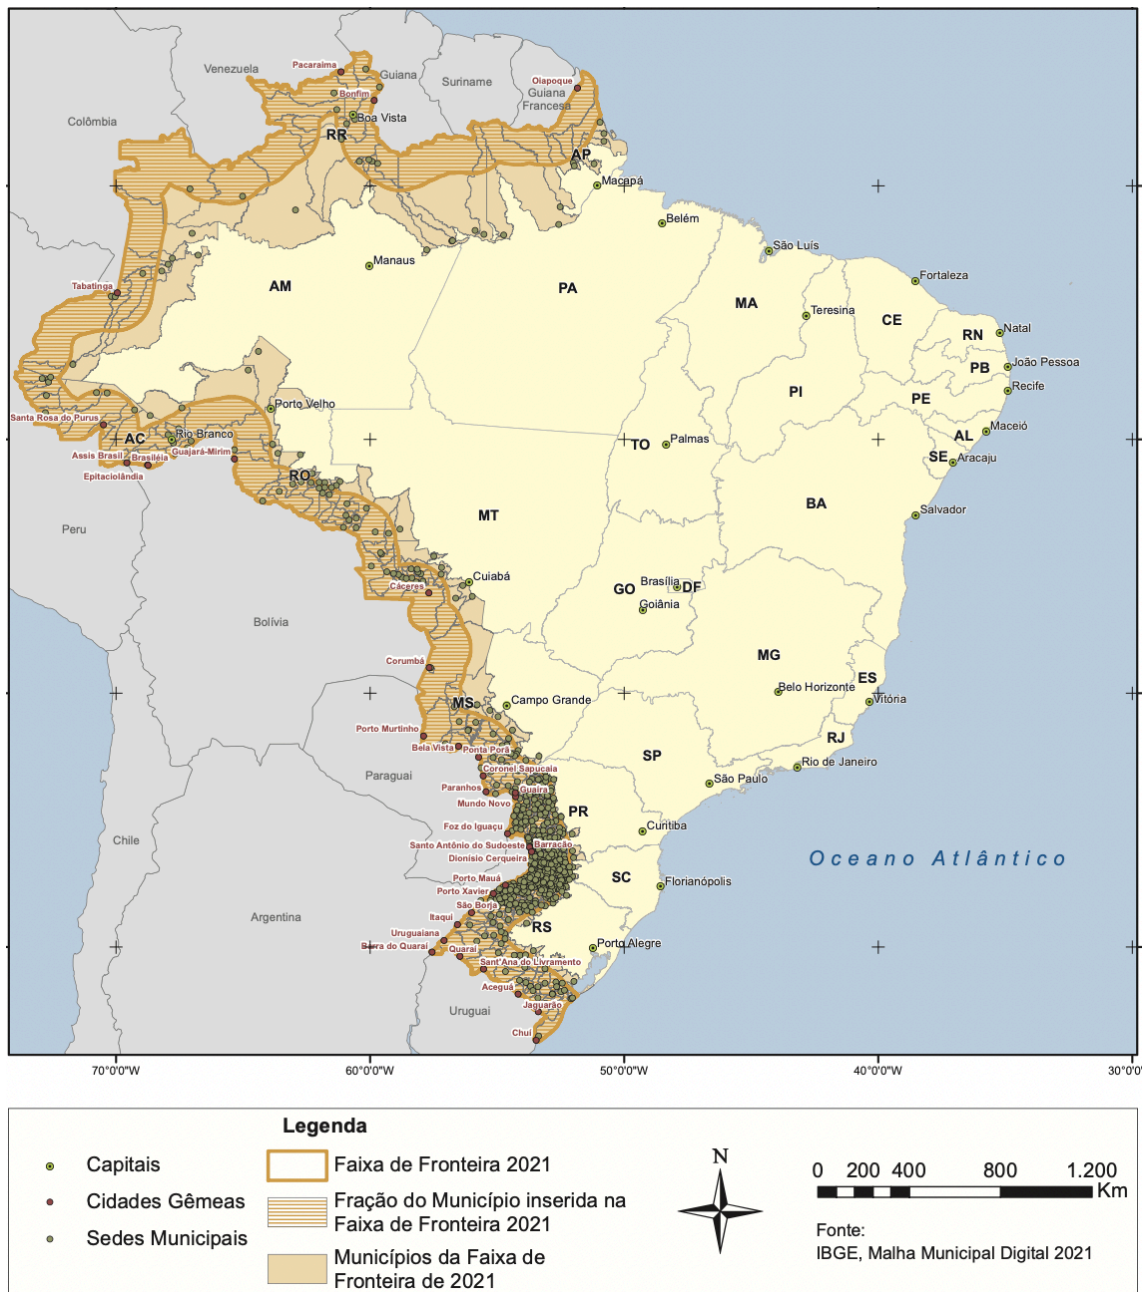 Venezuela
Pacaraima
Guiana
Suriname
Oiapoque
Guiana
Francesa
Bonfim
Colômbia
Boa Vista
RR
AP
Macapá
Belém
São Luís
Manaus
Fortaleza
Tabatinga
AM
PA
MA
Teresina
CE
RN
Natal
João Pessoa
PB
PI
Recife
PE
Porto Velho
Santa Rosa do Purus
AC
Rio Branco
Maceió
AL
TO
Palmas
SE
Aracaju
Assis Brasil
Brasiléia
Guajará-Mirim
Epitaciolândia
RO
BA
Salvador
MT
Peru
Cuiabá
Cáceres
GO
Brasília
DF
Goiânia
Bolívia
MG
Corumbá
ES
Belo Horizonte
Vitória
MS
Campo Grande
Porto Murtinho
RJ
Bela Vista
Ponta Porã
SP
Rio de Janeiro
Coronel Sapucaia
Paraguai
São Paulo
Paranhos
Guaíra
Mundo Novo
PR
Foz do Iguaçu
Curitiba
Chile
Santo Antônio do Sudoeste
Barracão
Dionísio Cerqueira
Oceano Atlântico
Porto Mauá
SC
Florianópolis
Porto Xavier
São Borja
Argentina
Itaqui
RS
Uruguaiana
Barra do Quaraí
Quaraí
Porto Alegre
Sant'Ana do Livramento
Aceguá
Jaguarão
Uruguai
Chuí
70°0'0"W
60°0'0"W
50°0'0"W
40°0'0"W
30°0'0
Legenda
Capitais
Cidades Gêmeas
Sedes Municipais
Faixa de Fronteira 2021
Fração do Município inserida na
Faixa de Fronteira 2021
Municípios da Faixa de
Fronteira de 2021
N
0 200 400 800 1.200
Km
Fonte:
IBGE, Malha Municipal Digital 2021